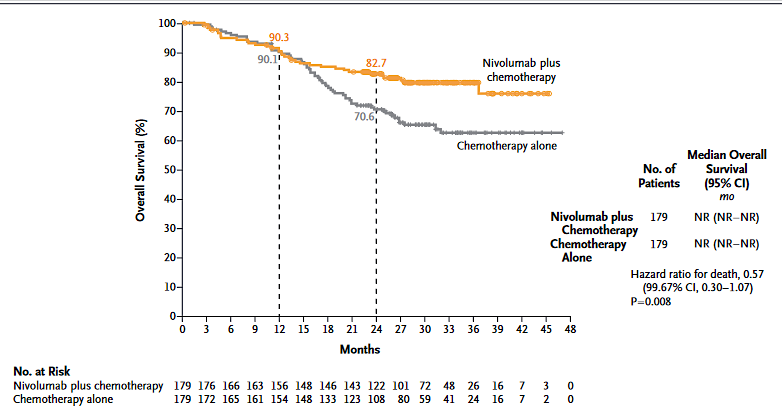 100
90
80
70
60
50
40
30
20
10
0
Overall Survival (%)
90.3
90.1
82.7
70.6
Nivolumab plus
chemotherapy
Chemotherapy alone
0 3 6 9 12 15 18 21 24 27 30 33 36 39 42 45 48
Months
No. of
Patients
Median Overall
Survival
(95% CI)
mo
Nivolumab plus
Chemotherapy
179 NR (NR–NR)
Chemotherapy
Alone
179 NR (NR–NR)
Hazard ratio for death, 0.57
(99.67% CI, 0.30–1.07)
P=0.008
No. at Risk
Nivolumab plus chemotherapy 179 176 166 163 156 148 146 143 122 101 72 48 26 16 7 3 0
Chemotherapy alone 179 172 165 161 154 148 133 123 108 80 59 41 24 16 7 2 0